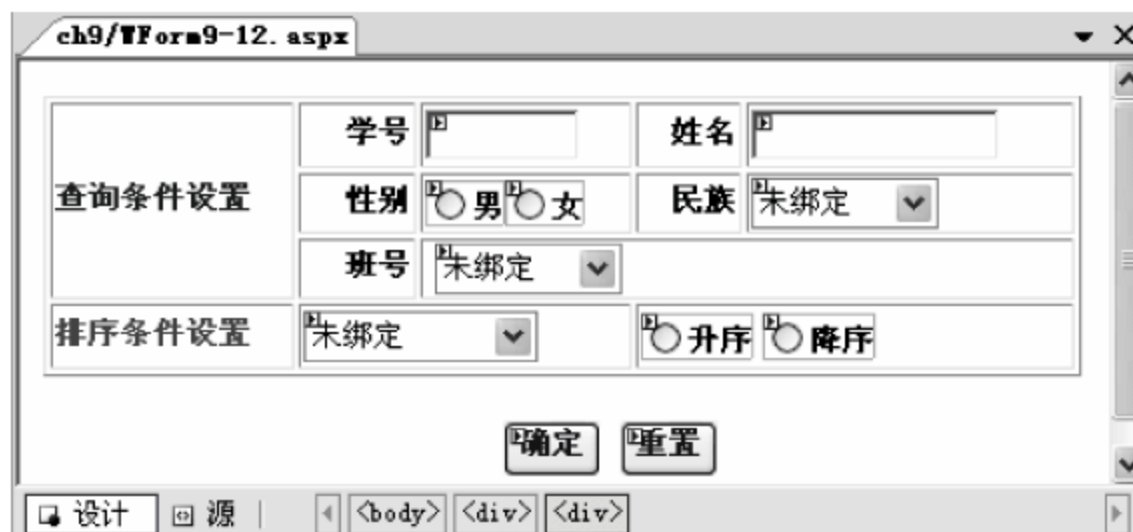 ch9/WForm9-12.aspx
学号 姓名
查询条件设置 性别 男 女 民族 未绑定
班号 未绑定
排序条件设置 未绑定 升序 降序
确定 重置
设计 源 <body> <div> <div>